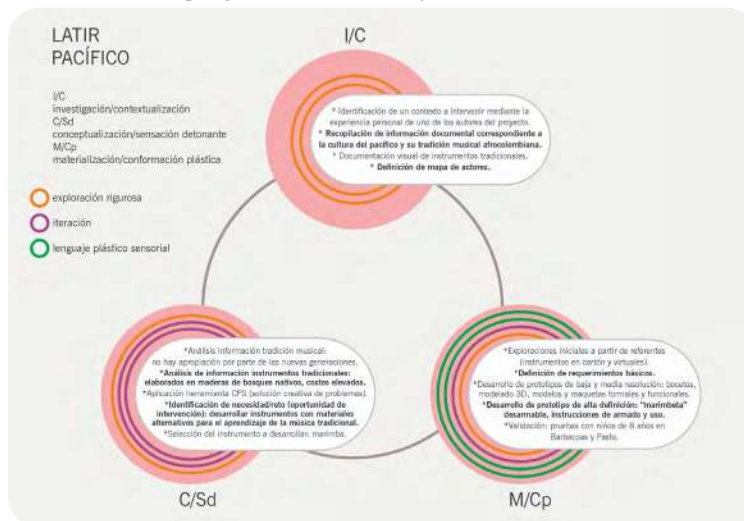 LATIR
PACÍFICO
I/C
investigación/contextualización
C/Sd
conceptualización/sensación detonante
M/Cp
materialización/conformación plástica
exploración rigurosa
iteración
lenguaje plástico sensorial
I/C
* Identificación de un contexto a intervenir mediante la
experiencia personal de uno de los autores del proyecto.
* Recopilación de información documental correspondiente a
la cultura del pacífico y su tradición musical afrocolombiana.
* Documentación visual de instrumentos tradicionales.
* Definición de mapa de actores.
*Análisis información tradición musical:
no hay apropiación por parte de las nuevas generaciones.
*Análisis de información instrumentos tradicionales:
elaborados en maderas de bosques nativos, costos elevados.
*Aplicación herramienta CPS (solución creativa de problemas).
*Identificación de necesidad/reto (oportunidad de
intervención): desarrollar instrumentos con materiales
alternativos para el aprendizaje de la música tradicional.
*Selección del instrumento a desarrollar: marimba.
C/Sd
*Exploraciones iniciales a partir de referentes
(instrumentos en cartón y virtuales).
*Definición de requerimientos básicos.
*Desarrollo de prototipos de baja y media resolución: bocetos,
modelado 3D, modelos y maquetas formales y funcionales.
*Desarrollo de prototipo de alta definición: "marimbeta"
desarmable, instrucciones de armado y uso.
*Validación: pruebas con niños de 8 años en
Barbacoas y Pasto.
M/Cp